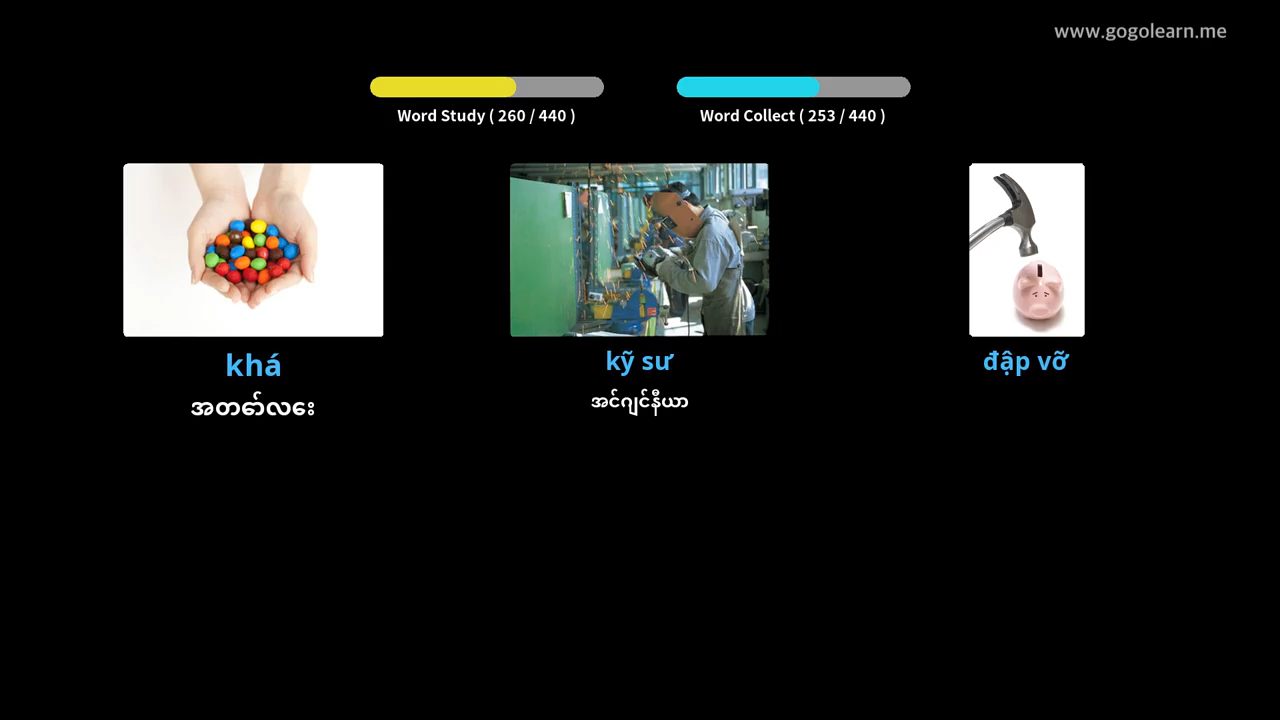 www.gogolearn.me
Word Study ( 260 / 440 )
Word Collect ( 253 / 440 )
khá
အတော်လေး
kỹ sư
အင်ဂျင်နီယာ
đập vỡ